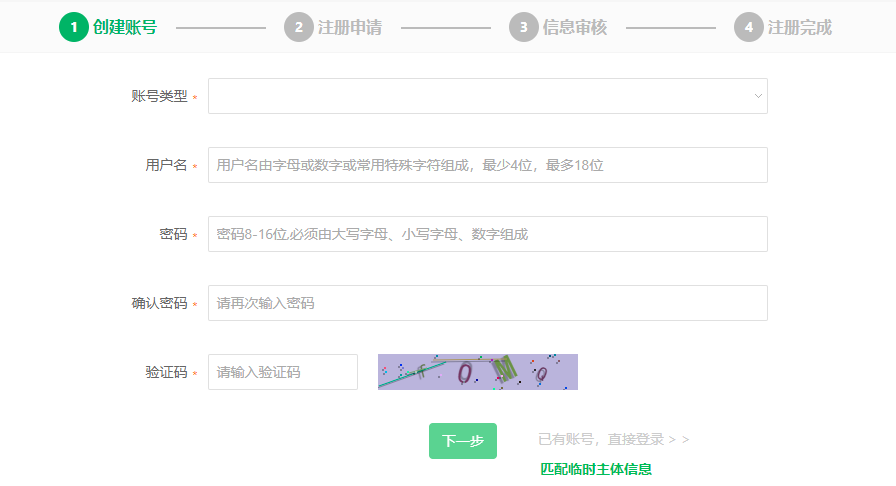 1 创建账号 2 注册申请 3 信息审核 4 注册完成
账号类型 *
用户名 * 用户名由字母或数字或常用特殊字符组成，最少4位，最多18位
密码 * 密码8-16位,必须由大写字母、小写字母、数字组成
确认密码 * 请再次输入密码
验证码 * 请输入验证码
下一步 已有账号，直接登录 > >
匹配临时主体信息